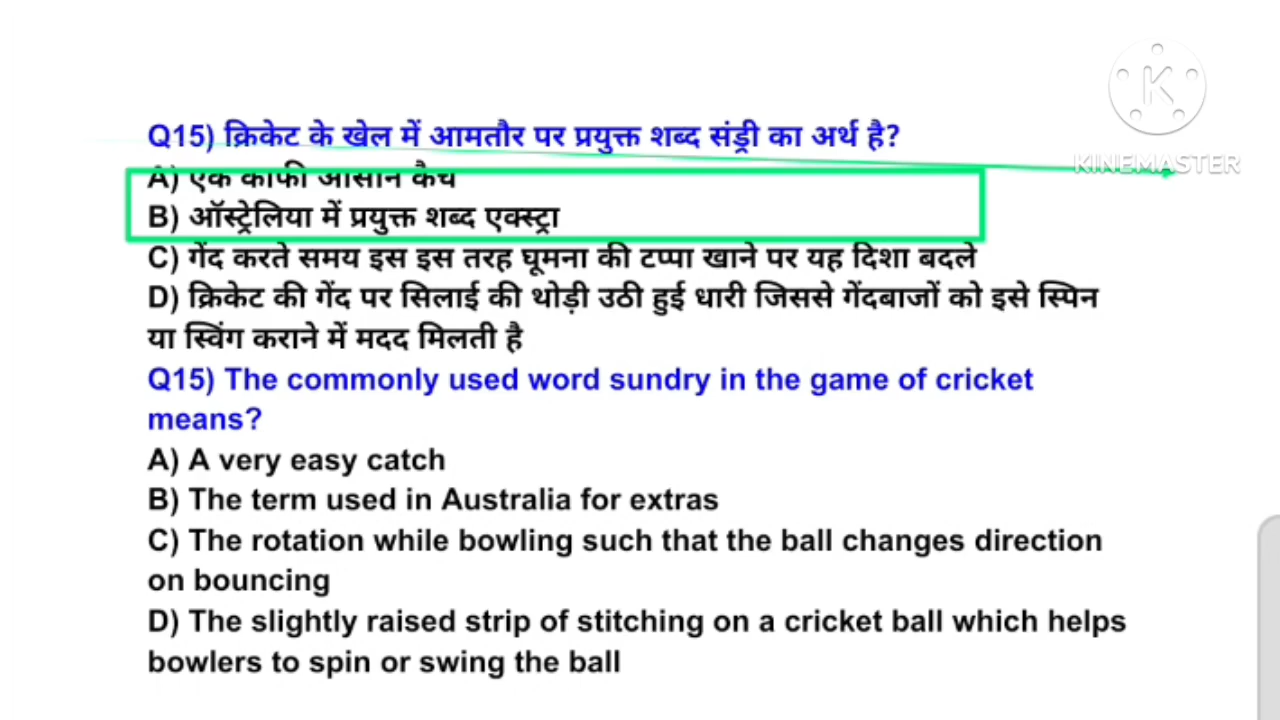 KINEMASTER
Q15) क्रिकेट के खेल में आमतौर पर प्रयुक्त शब्द संड्री का अर्थ है?
A) एक काफी आसान कैच
B) ऑस्ट्रेलिया में प्रयुक्त शब्द एक्स्ट्रा
C) गेंद करते समय इस इस तरह घूमना की टप्पा खाने पर यह दिशा बदले
D) क्रिकेट की गेंद पर सिलाई की थोड़ी उठी हुई धारी जिससे गेंदबाजों को इसे स्पिन
या स्विंग कराने में मदद मिलती है
Q15) The commonly used word sundry in the game of cricket
means?
A) A very easy catch
B) The term used in Australia for extras
C) The rotation while bowling such that the ball changes direction
on bouncing
D) The slightly raised strip of stitching on a cricket ball which helps
bowlers to spin or swing the ball